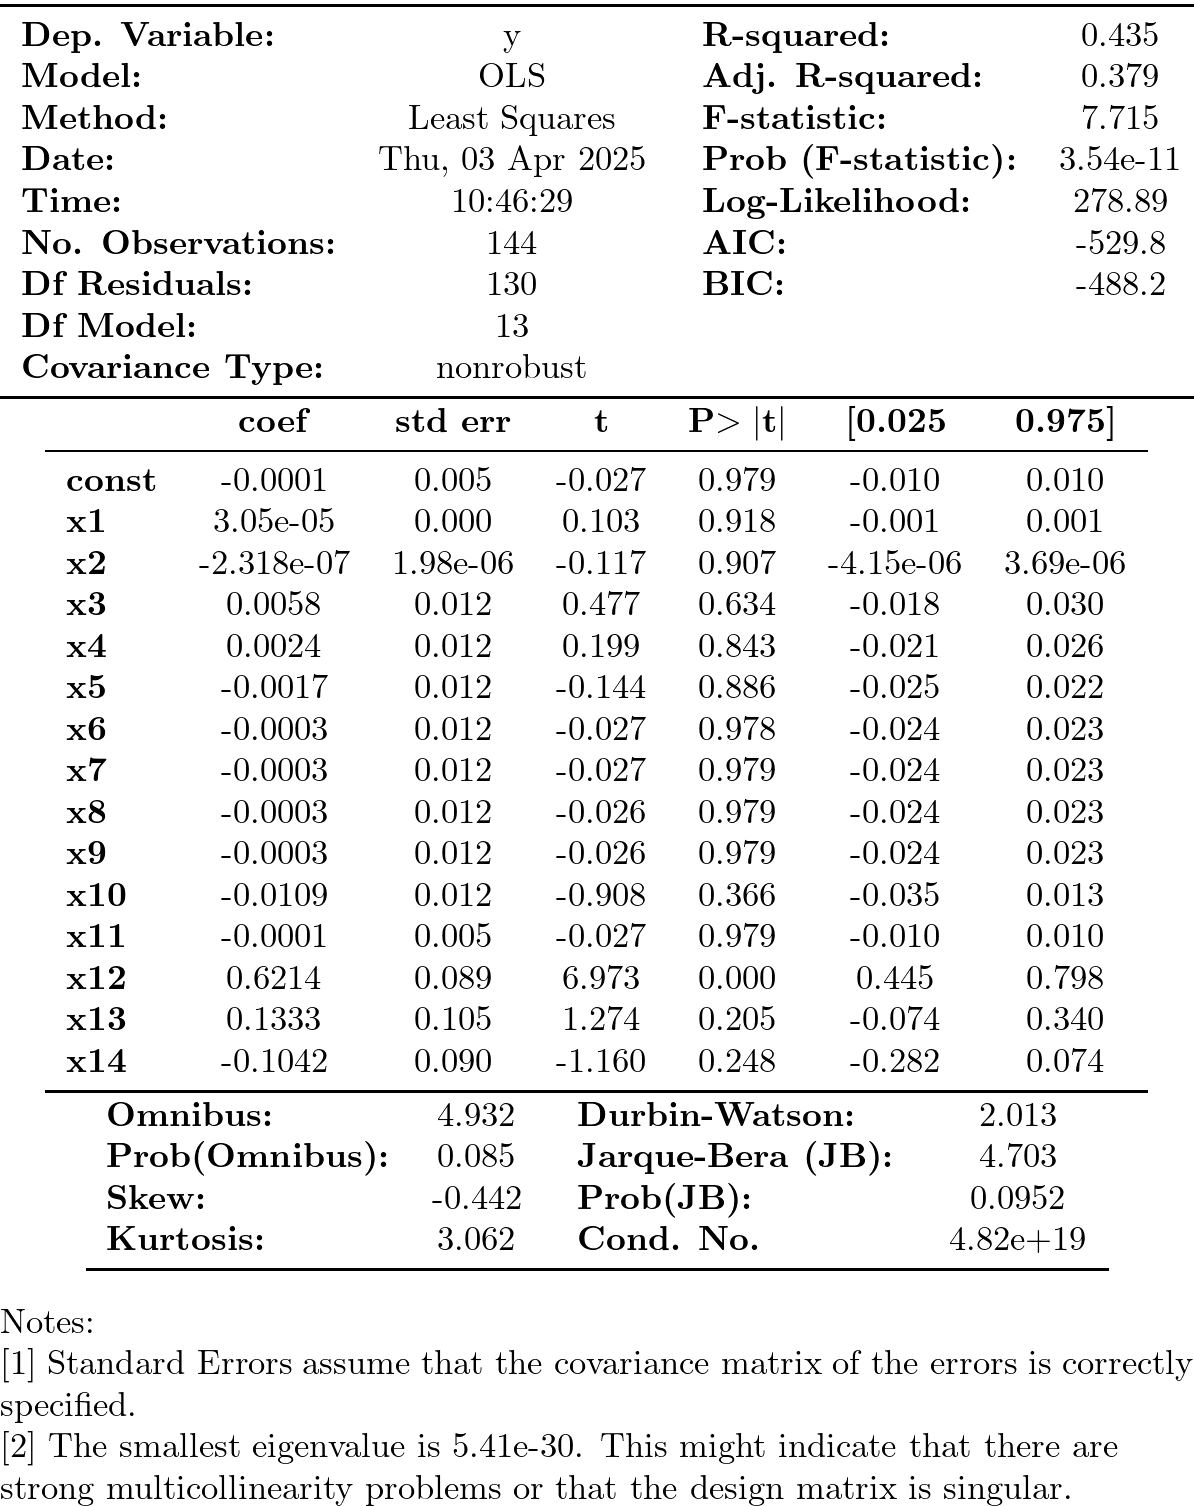 Dep. Variable: y R-squared: 0.435
Model: OLS Adj. R-squared: 0.379
Method: Least Squares F-statistic: 7.715
Date: Thu, 03 Apr 2025 Prob (F-statistic): 3.54e-11
Time: 10:46:29 Log-Likelihood: 278.89
No. Observations: 144 AIC: -529.8
Df Residuals: 130 BIC: -488.2
Df Model: 13
Covariance Type: nonrobust
coef std err t P> |t| [0.025 0.975]
const -0.0001 0.005 -0.027 0.979 -0.010 0.010
x1 3.05e-05 0.000 0.103 0.918 -0.001 0.001
x2 -2.318e-07 1.98e-06 -0.117 0.907 -4.15e-06 3.69e-06
x3 0.0058 0.012 0.477 0.634 -0.018 0.030
x4 0.0024 0.012 0.199 0.843 -0.021 0.026
x5 -0.0017 0.012 -0.144 0.886 -0.025 0.022
x6 -0.0003 0.012 -0.027 0.978 -0.024 0.023
x7 -0.0003 0.012 -0.027 0.979 -0.024 0.023
x8 -0.0003 0.012 -0.026 0.979 -0.024 0.023
x9 -0.0003 0.012 -0.026 0.979 -0.024 0.023
x10 -0.0109 0.012 -0.908 0.366 -0.035 0.013
x11 -0.0001 0.005 -0.027 0.979 -0.010 0.010
x12 0.6214 0.089 6.973 0.000 0.445 0.798
x13 0.1333 0.105 1.274 0.205 -0.074 0.340
x14 -0.1042 0.090 -1.160 0.248 -0.282 0.074
Omnibus: 4.932 Durbin-Watson: 2.013
Prob(Omnibus): 0.085 Jarque-Bera (JB): 4.703
Skew: -0.442 Prob(JB): 0.0952
Kurtosis: 3.062 Cond. No. 4.82e+19
Notes:
[1] Standard Errors assume that the covariance matrix of the errors is correctly
specified.
[2] The smallest eigenvalue is 5.41e-30. This might indicate that there are
strong multicollinearity problems or that the design matrix is singular.